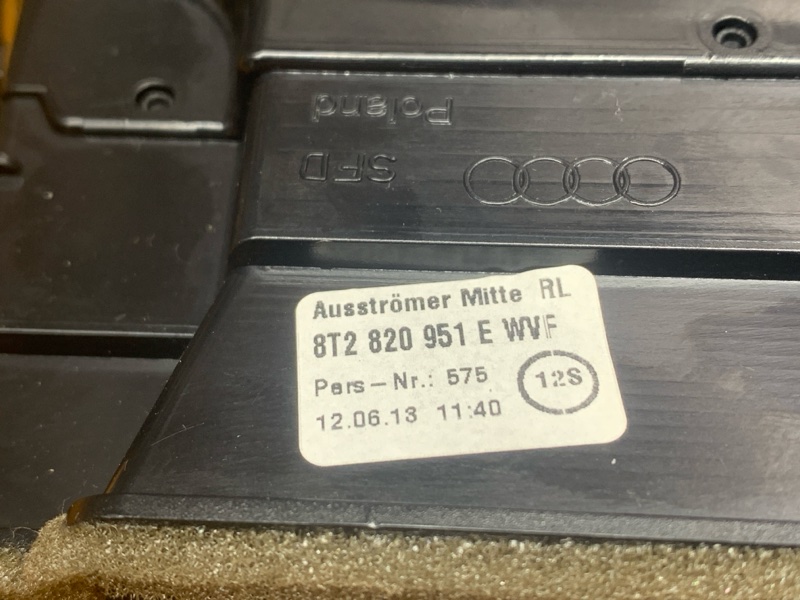 Poland
SFD
Ausströmer Mitte RL
8T2 820 951 E WVF
Pers-Nr.: 575
12S
12.06.13 11:40